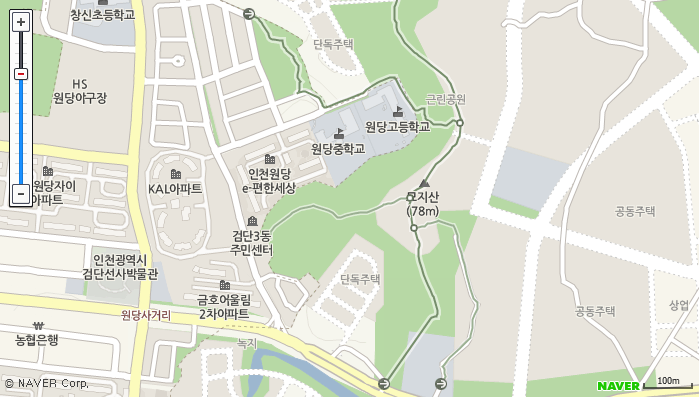 창신초등학교
단독주택
HS
원당야구장
근린공원
원당고등학교
원당중학교
인천원당
e-편한세상
KAL아파트
원당자이
아파트
고지산
(78m)
공동주택
검단3동
주민센터
인천광역시
검단선사박물관
단독주택
금호어울림
2차아파트
상업
공동주택
원당사거리
농협은행
녹지
© NAVER Corp.
NAVER
100m